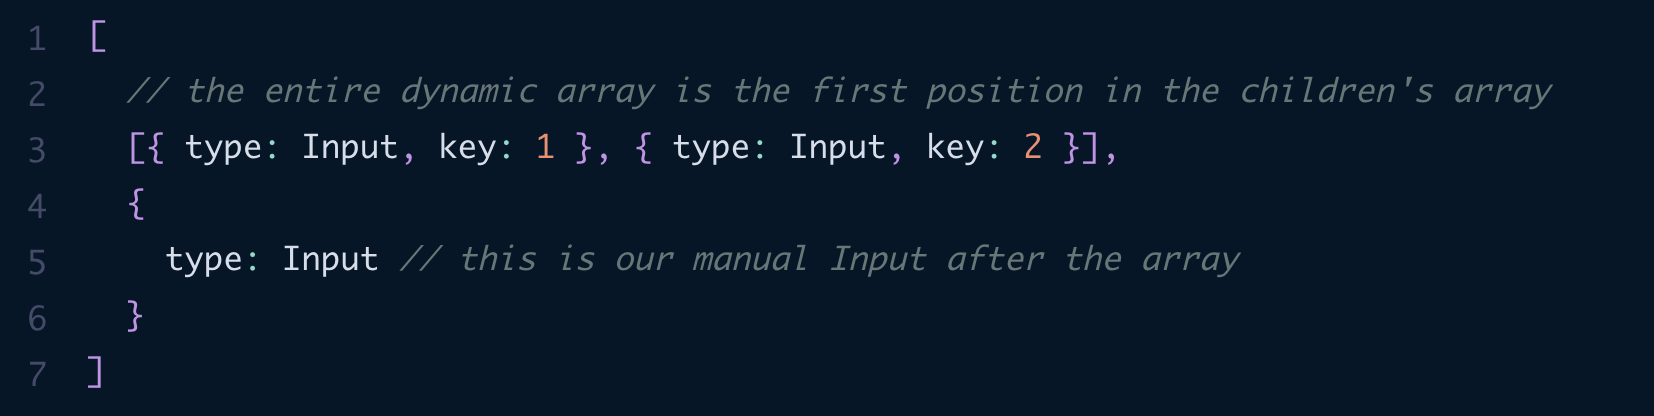 1 [
2 // the entire dynamic array is the first position in the children's array
3 [{ type: Input, key: 1 }, { type: Input, key: 2 }],
4 {
5 type: Input // this is our manual Input after the array
6 }
7 ]